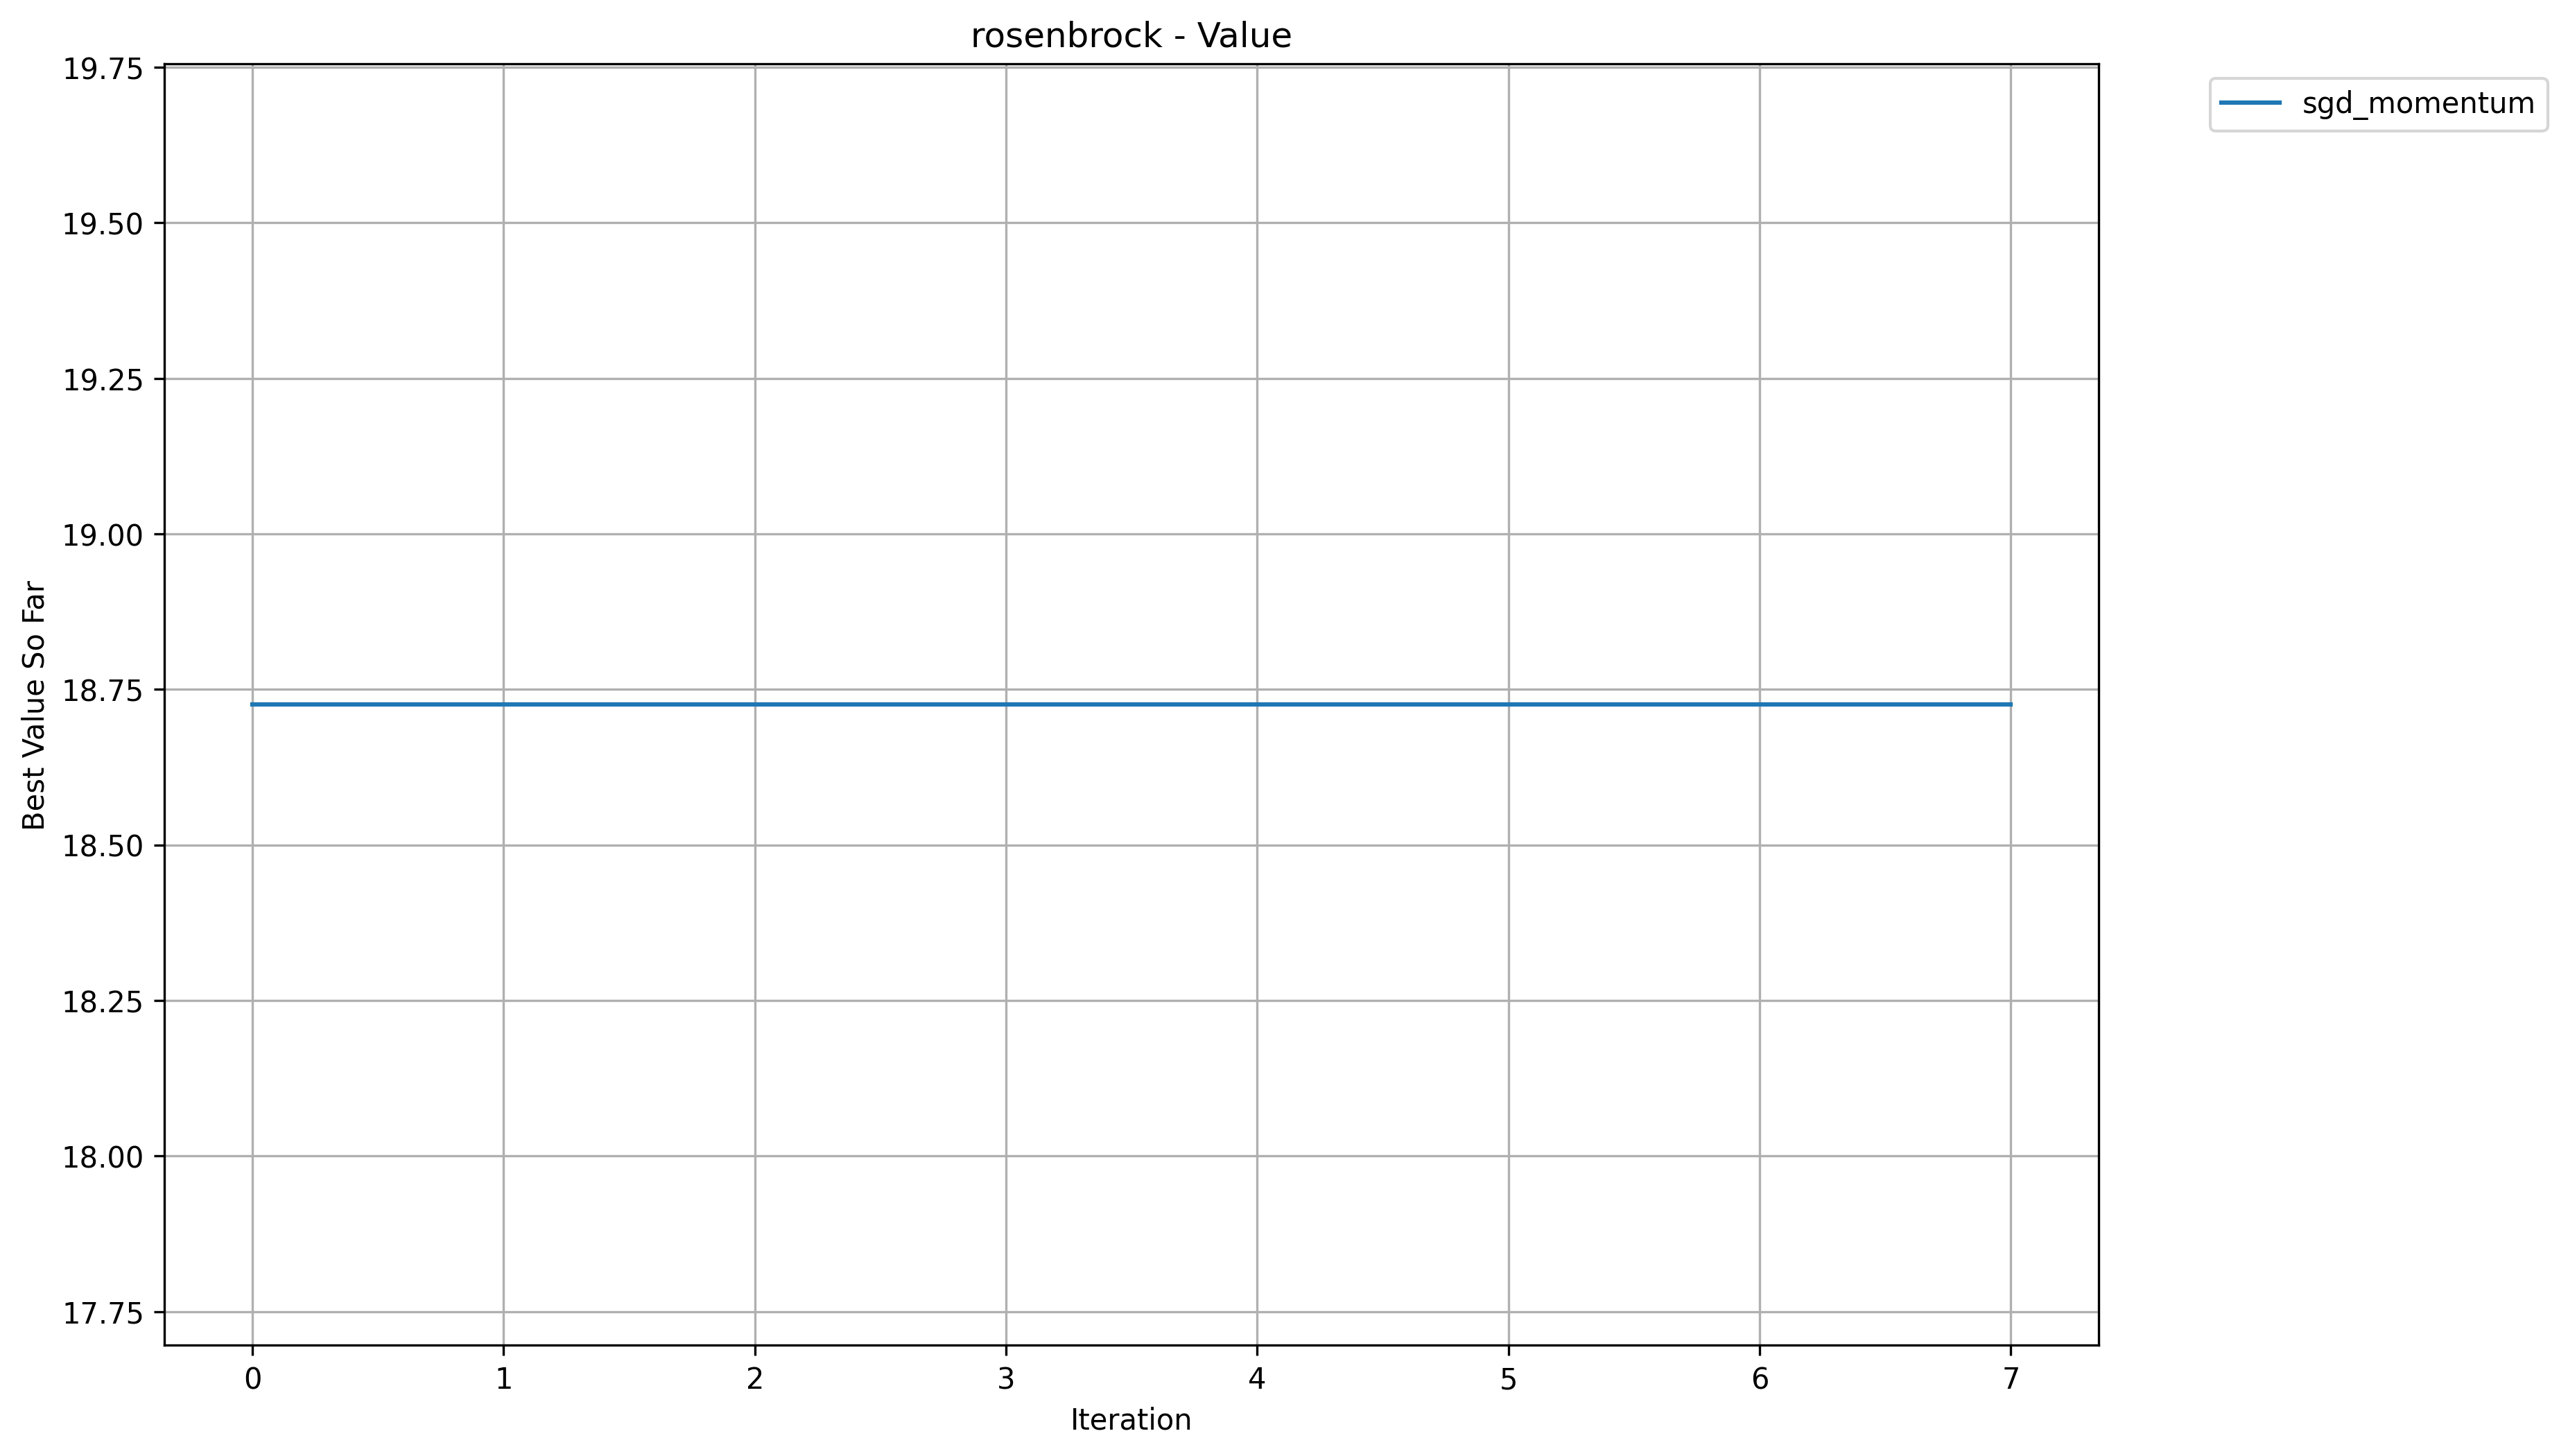 rosenbrock - Value
sgd_momentum
Best Value So Far
19.75
19.50
19.25
19.00
18.75
18.50
18.25
18.00
17.75
0 1 2 3 4 5 6 7
Iteration